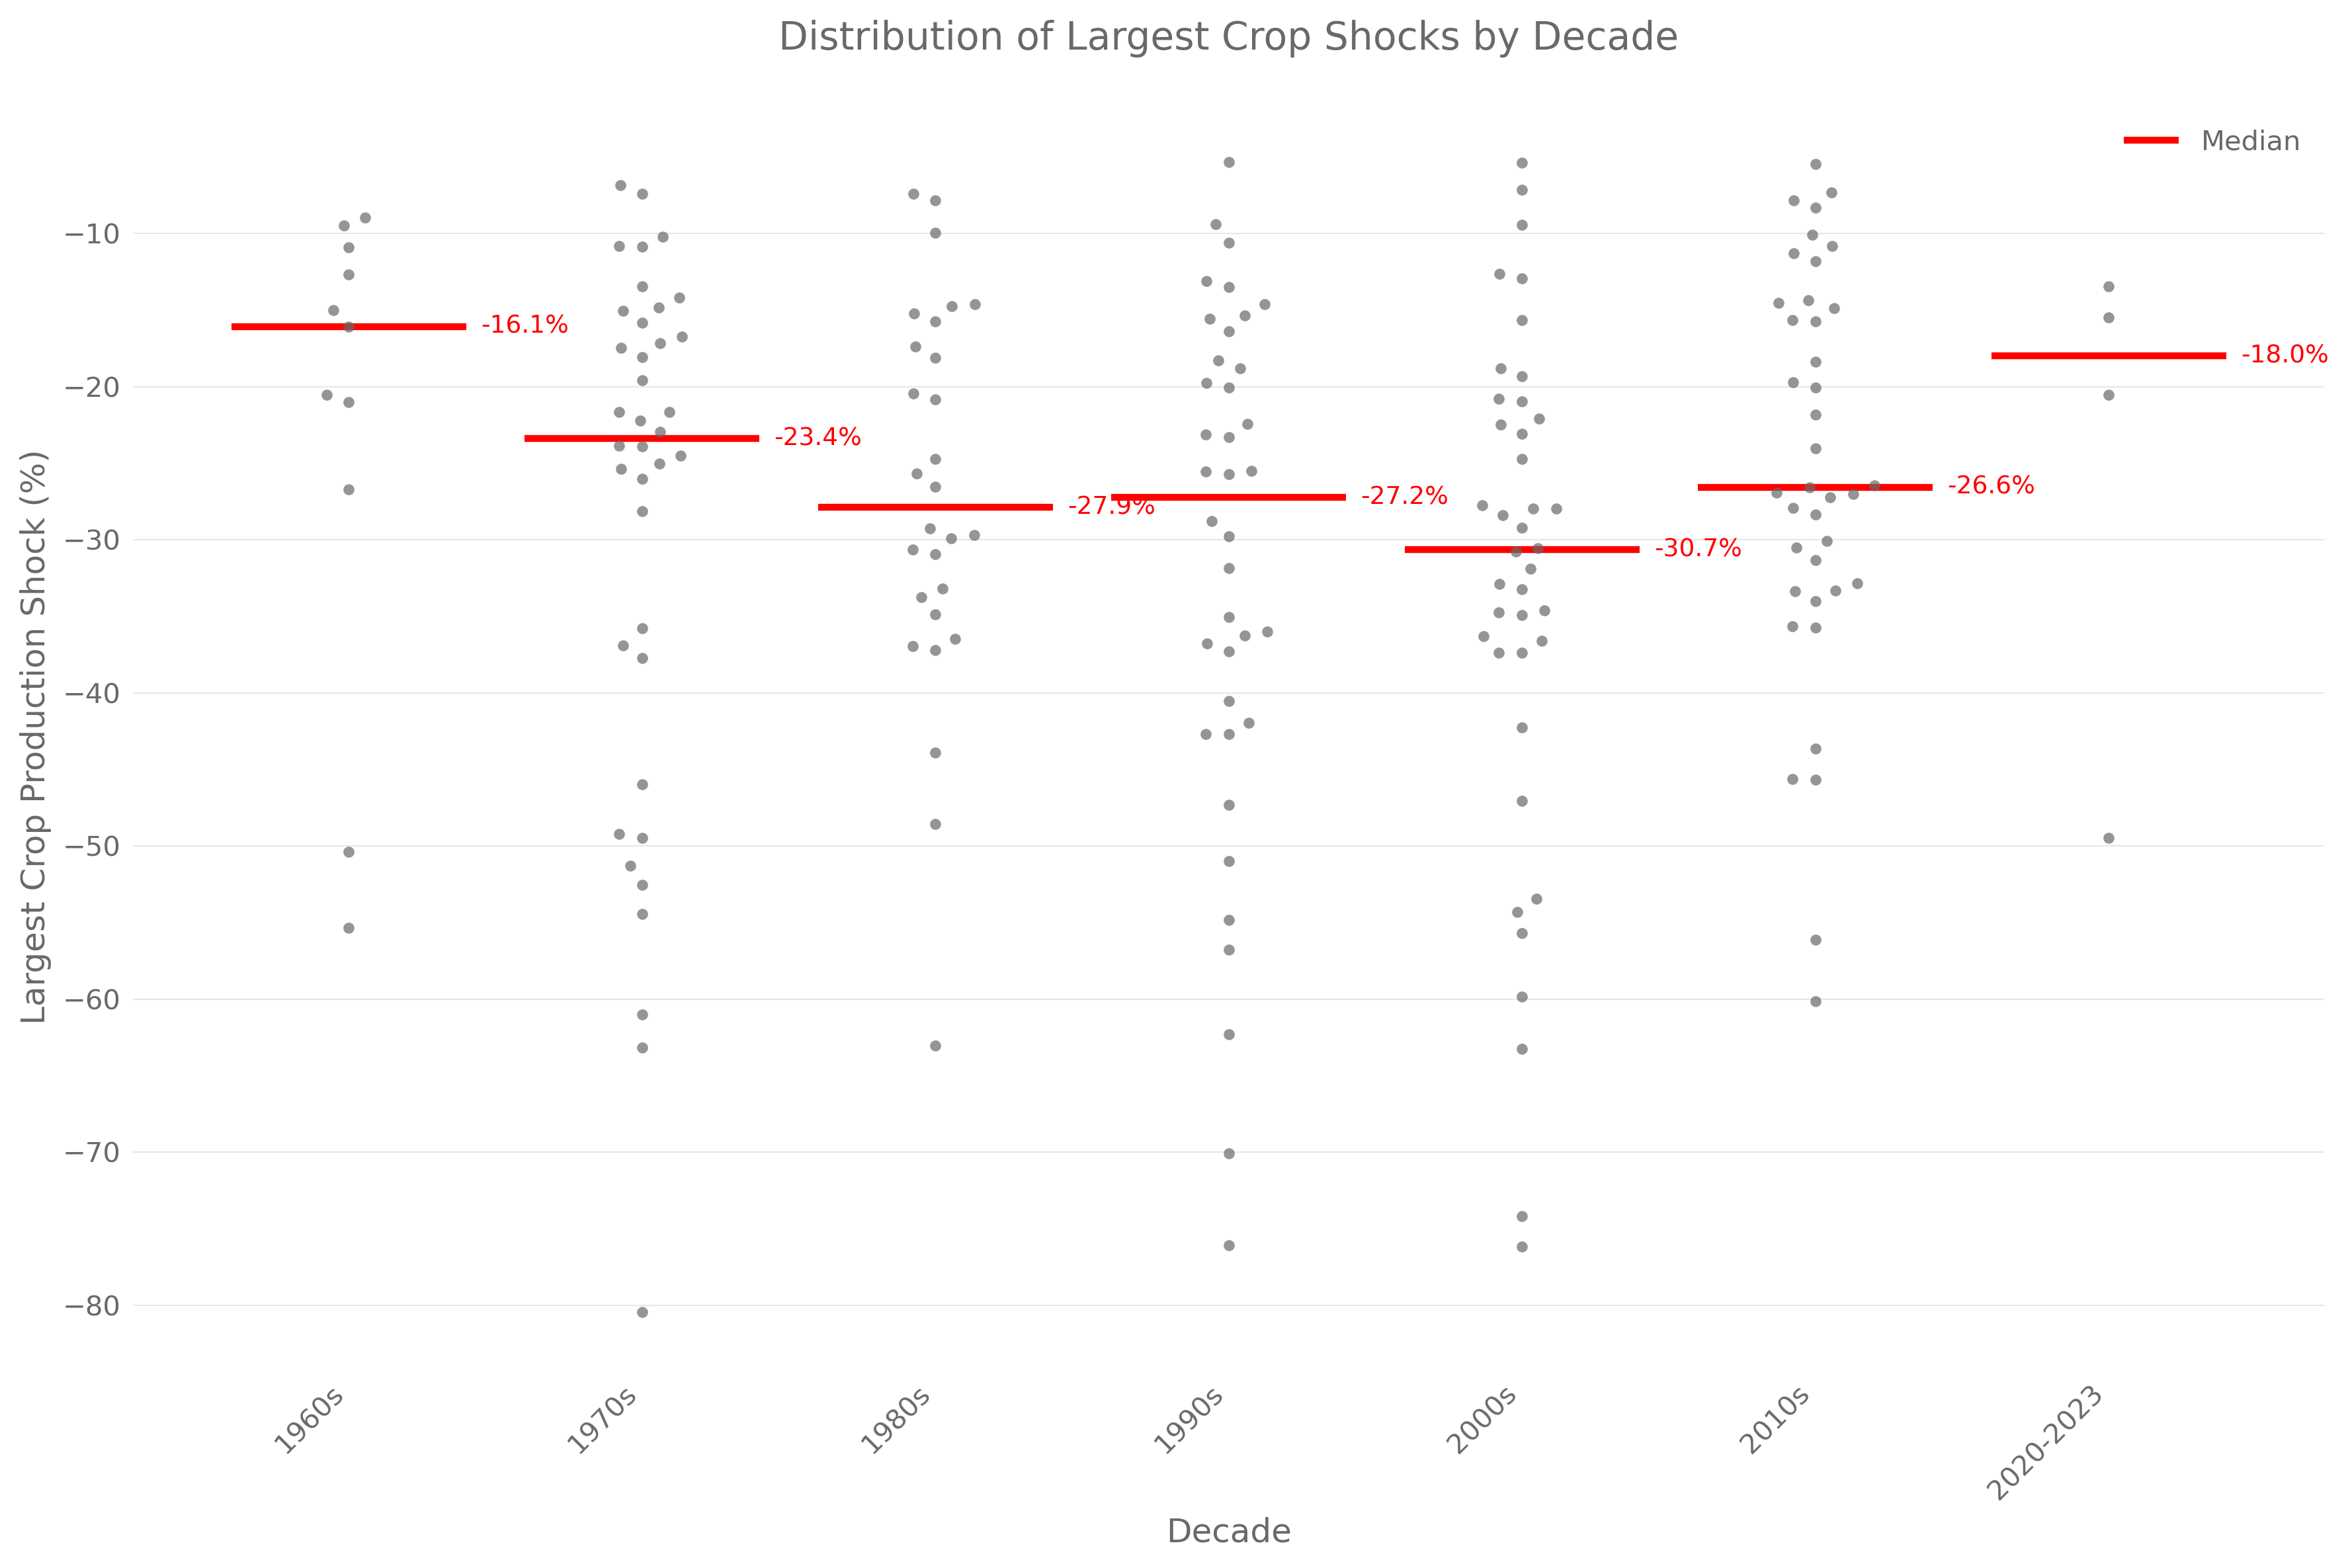 Distribution of Largest Crop Shocks by Decade
Median
Largest Crop Production Shock (%)
−10
−20
−30
−40
−50
−60
−70
−80
-16.1%
-23.4%
-27.9%
-27.2%
-30.7%
-26.6%
-18.0%
1960s
1970s
1980s
1990s
2000s
2010s
2020-2023
Decade